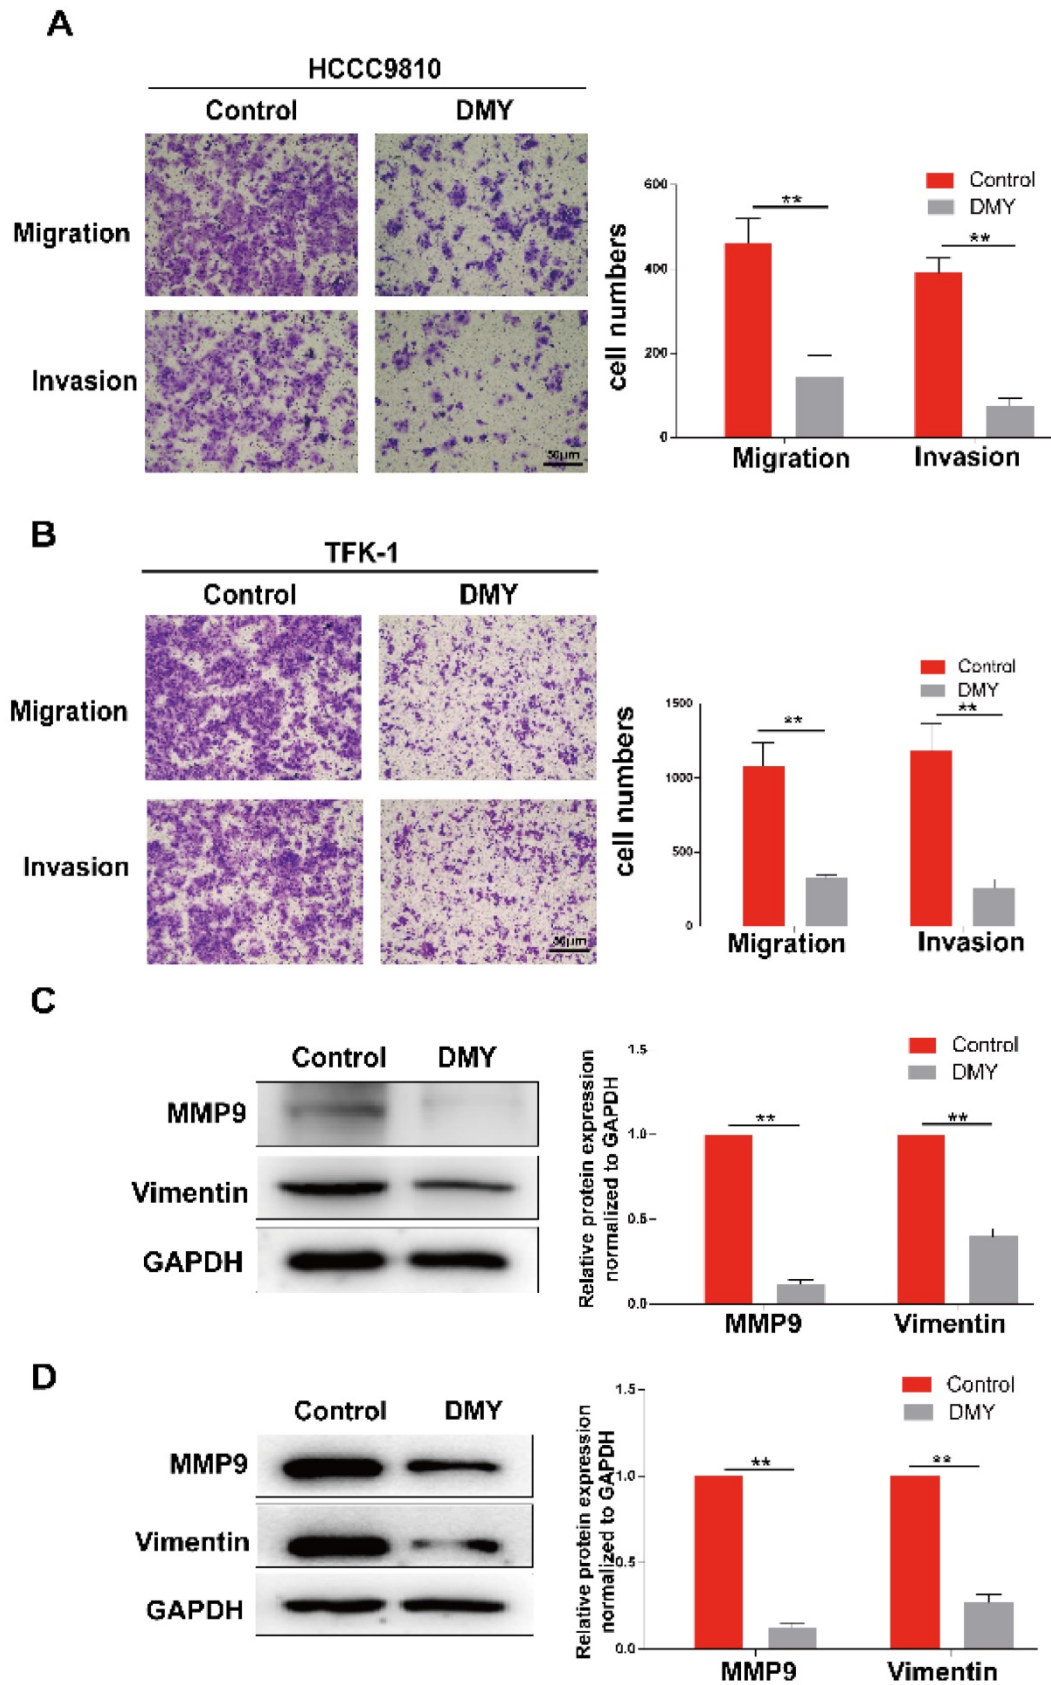 A
HCCC9810
Control DMY
Migration
Invasion
50μm
Control
DMY
600
400
200
0
cell numbers
** **
Migration Invasion
B
TFK-1
Control DMY
Migration
Invasion
50μm
Control
DMY
1500
1000
500
0
cell numbers
** **
Migration Invasion
C
Control DMY
MMP9
Vimentin
GAPDH
Control
DMY
1.5
1.0
0.5
0.0
Relative protein expression
normalized to GAPDH
** **
MMP9 Vimentin
D
Control DMY
MMP9
Vimentin
GAPDH
Control
DMY
1.5
1.0
0.5
0.0
Relative protein expression
normalized to GAPDH
** **
MMP9 Vimentin